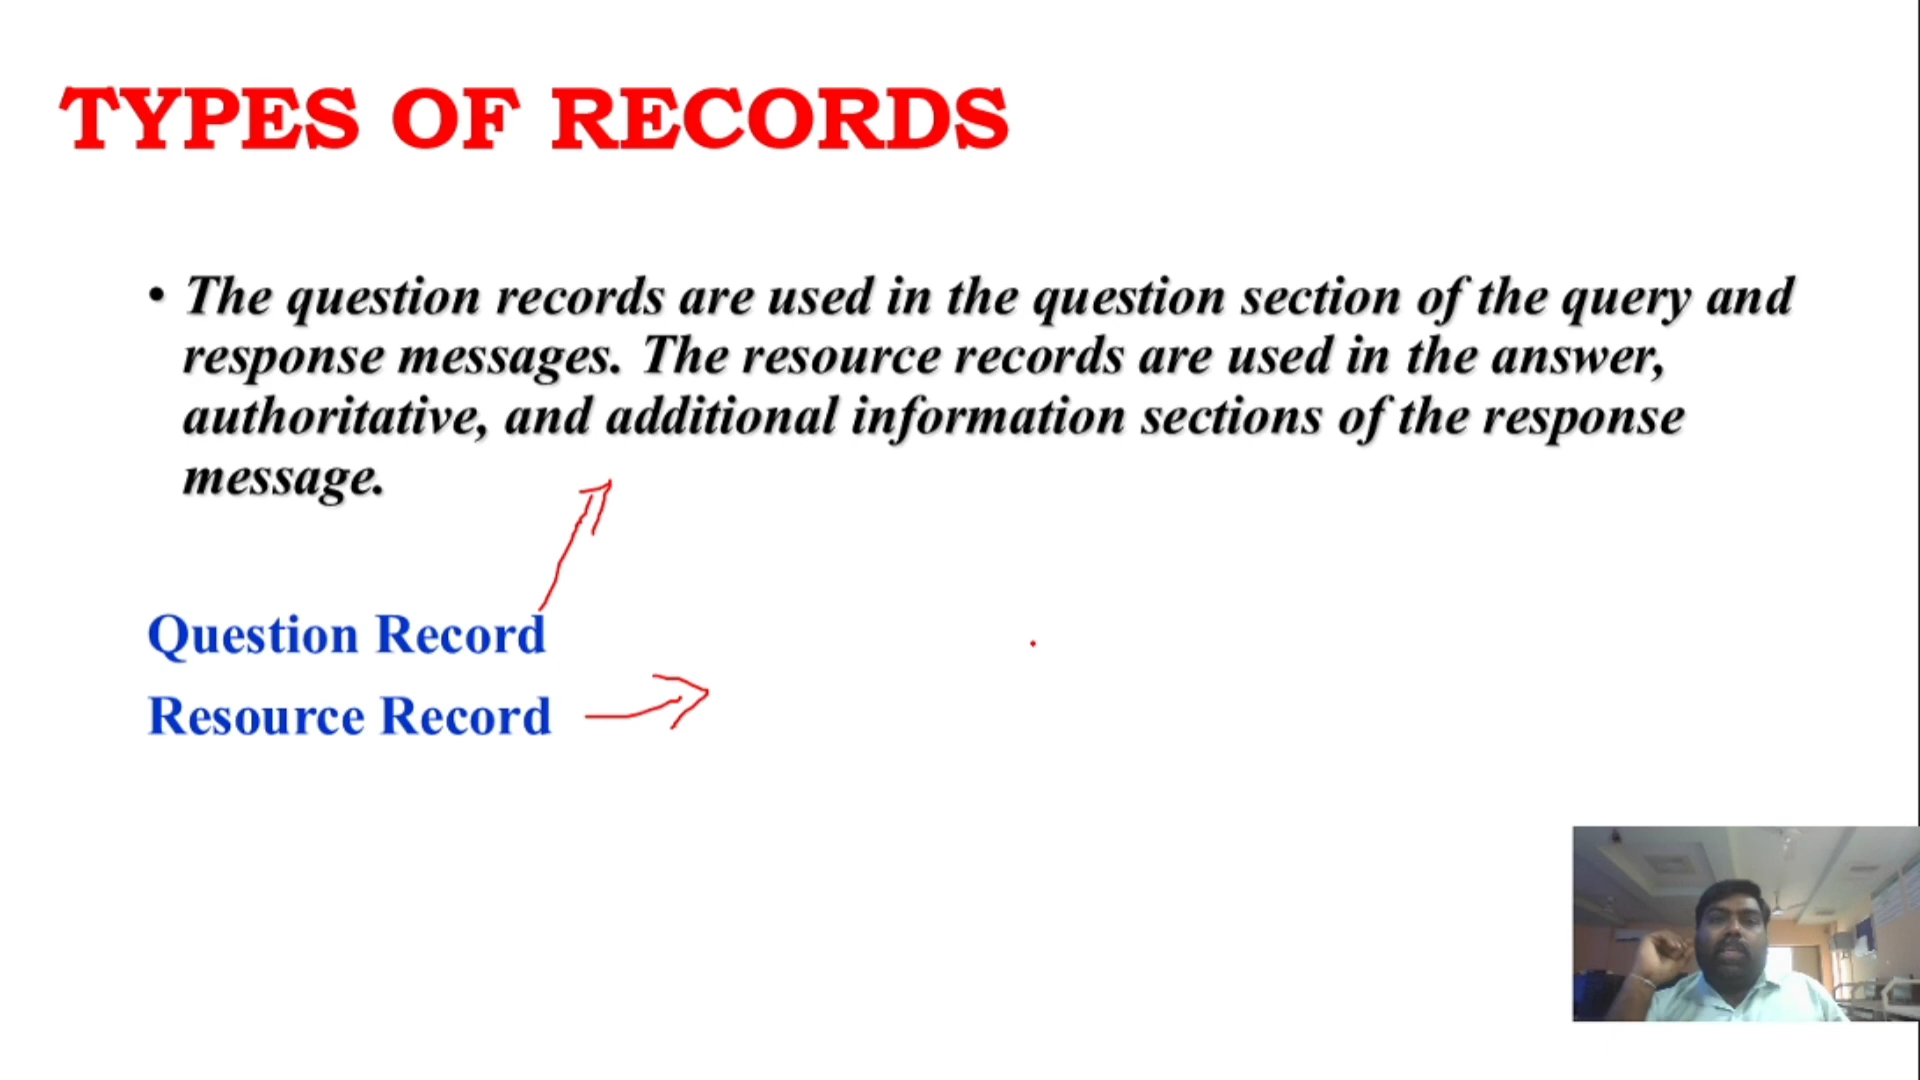 TYPES OF RECORDS
• The question records are used in the question section of the query and
response messages. The resource records are used in the answer,
authoritative, and additional information sections of the response
message.
Question Record
Resource Record